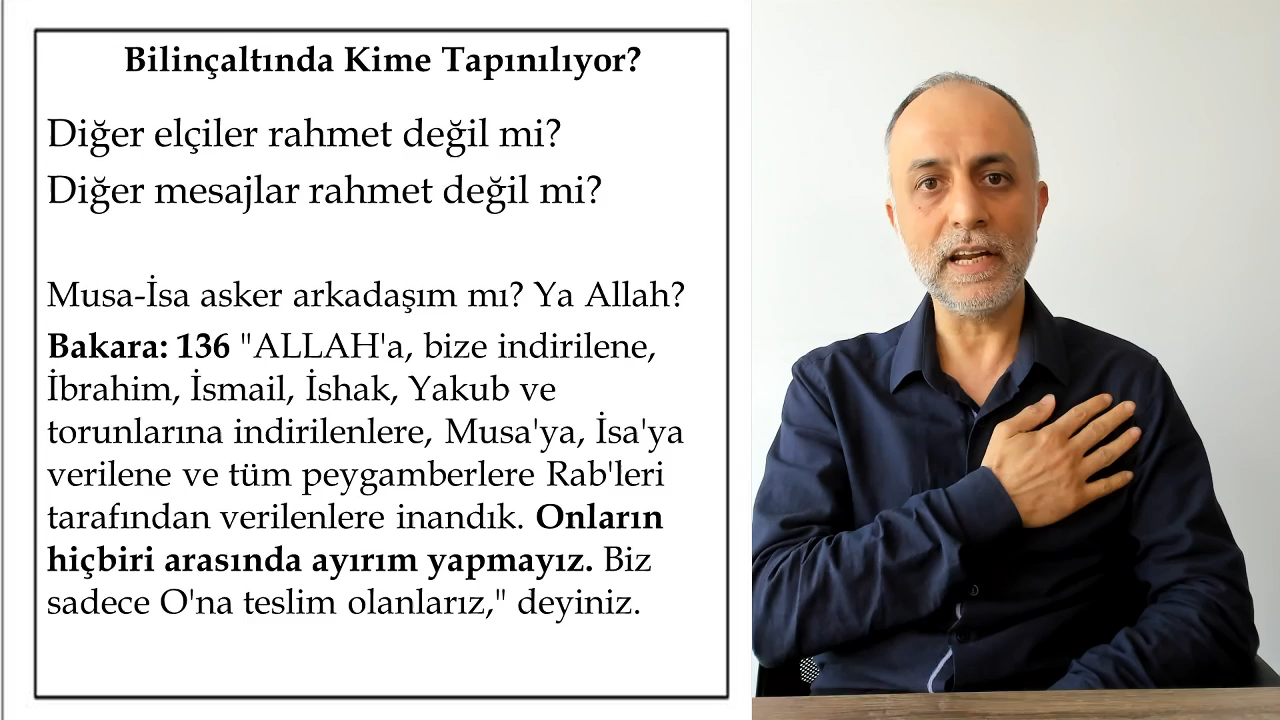 Bilinçaltında Kime Tapınılıyor?
Diğer elçiler rahmet değil mi?
Diğer mesajlar rahmet değil mi?
Musa-İsa asker arkadaşım mı? Ya Allah?
Bakara: 136 "ALLAH'a, bize indirilene,
İbrahim, İsmail, İshak, Yakub ve
torunlarına indirilenlere, Musa'ya, İsa'ya
verilene ve tüm peygamberlere Rab'leri
tarafından verilenlere inandık. Onların
hiçbiri arasında ayırım yapmayız. Biz
sadece O'na teslim olanlarız," deyiniz.